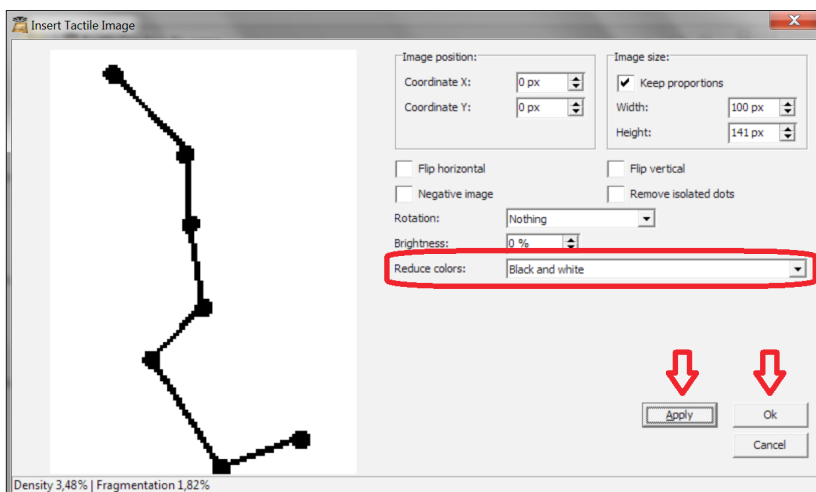 Insert Tactile Image
Image position:
Coordinate X: 0 px
Coordinate Y: 0 px
Image size:
Keep proportions
Width: 100 px
Height: 141 px
Flip horizontal
Flip vertical
Negative image
Remove isolated dots
Rotation: Nothing
Brightness: 0 %
Reduce colors: Black and white
Apply
Ok
Cancel
Density 3,48% | Fragmentation 1,82%